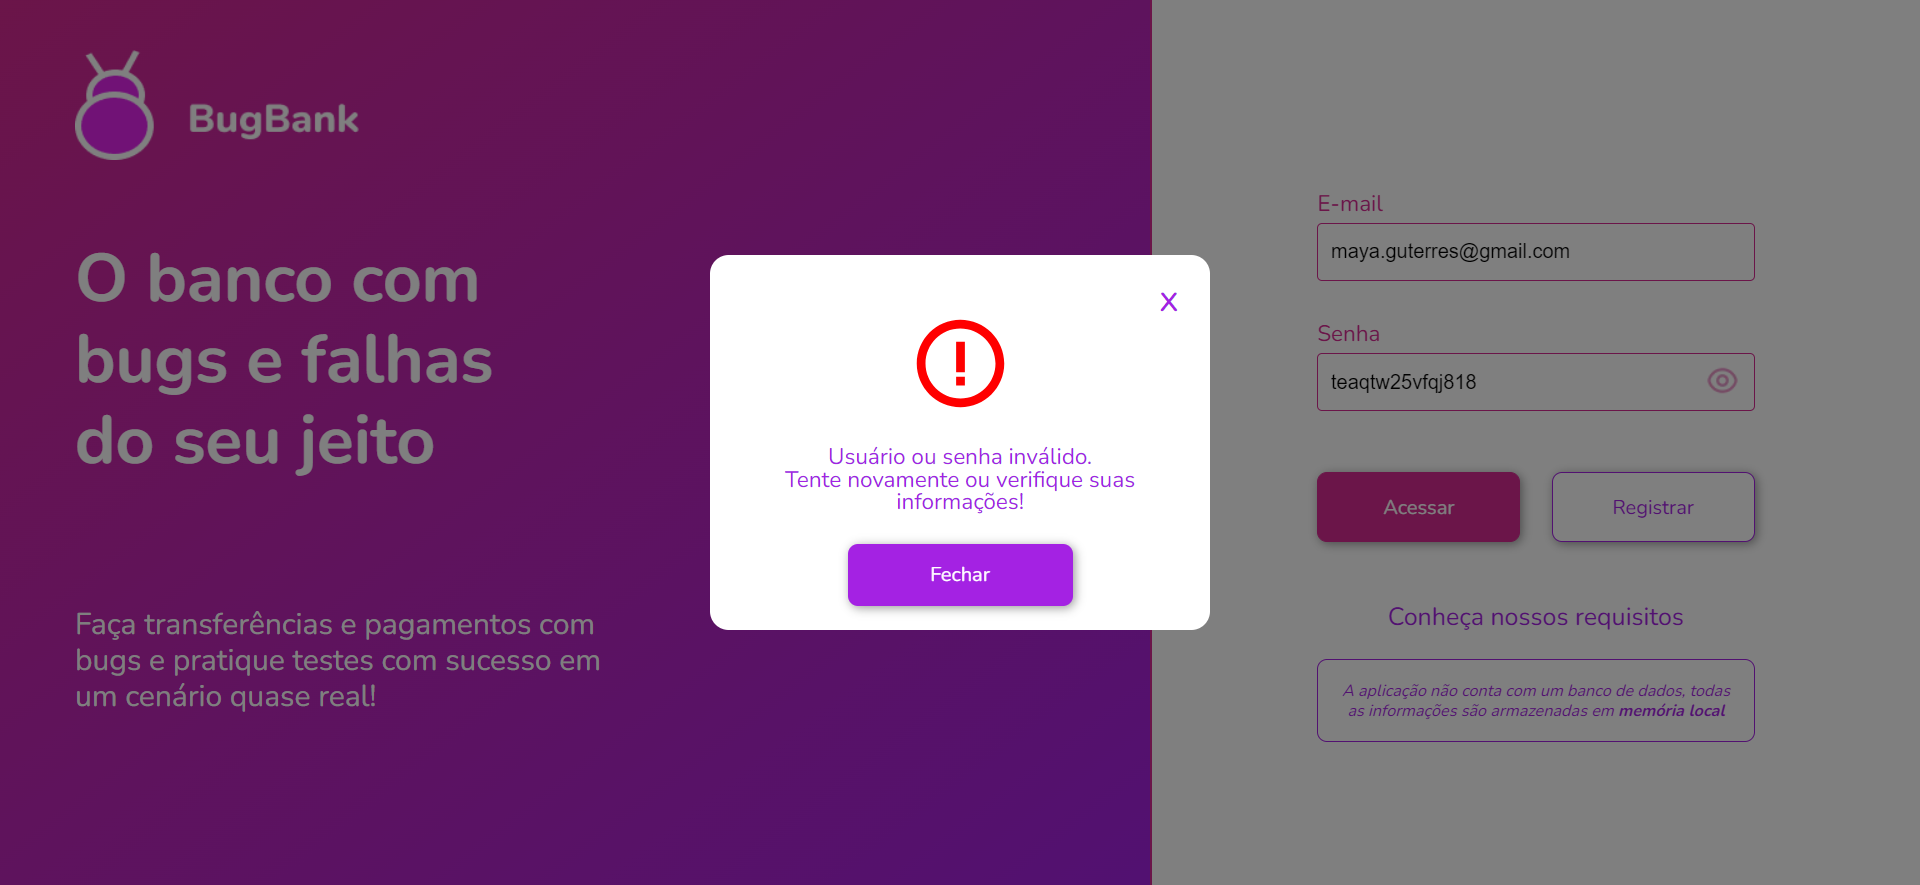 BugBank
O banco com
bugs e falhas
do seu jeito
Faça transferências e pagamentos com
bugs e pratique testes com sucesso em
um cenário quase real!
X
Usuário ou senha inválido.
Tente novamente ou verifique suas
informações!
Fechar
E-mail
maya.guterres@gmail.com
Senha
teaqtw25vfqj818
Acessar
Registrar
Conheça nossos requisitos
A aplicação não conta com um banco de dados, todas
as informações são armazenadas em memória local